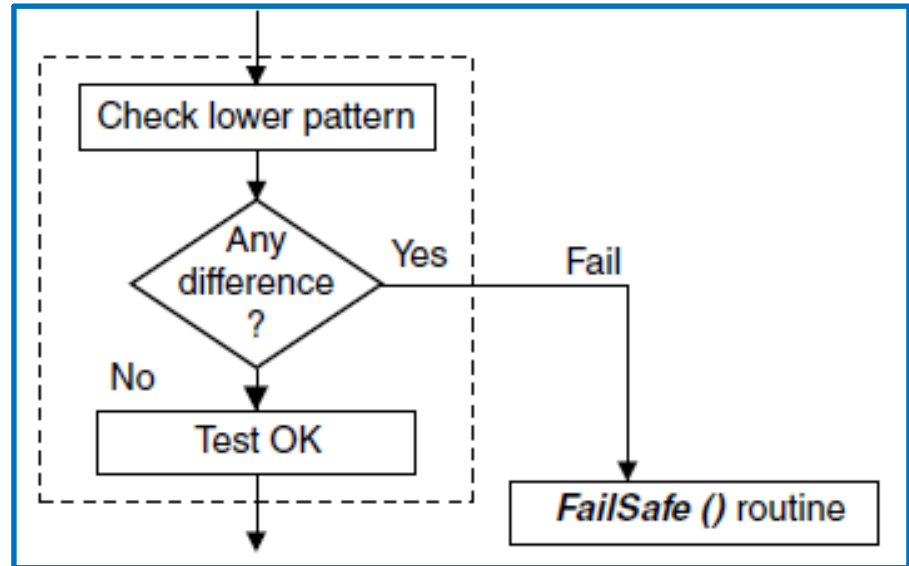 Check lower pattern
Any
difference
?
Yes
Fail
No
Test OK
FailSafe () routine